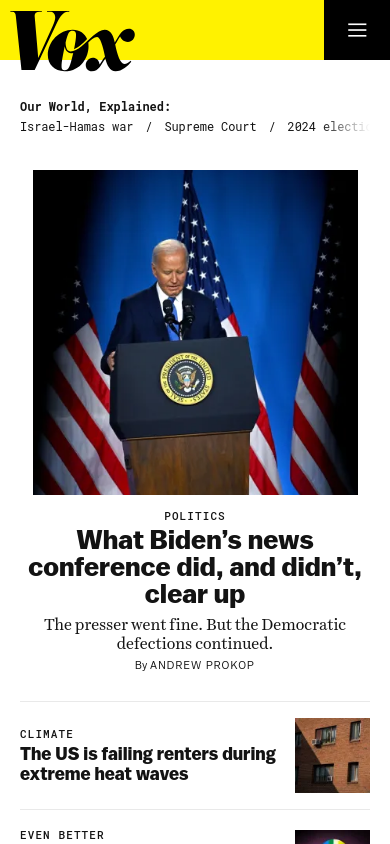 Vox
Our World, Explained:
Israel-Hamas war / Supreme Court / 2024 electi
POLITICS
What Biden’s news
conference did, and didn’t,
clear up
The presser went fine. But the Democratic
defections continued.
By ANDREW PROKOP
CLIMATE
The US is failing renters during
extreme heat waves
EVEN BETTER